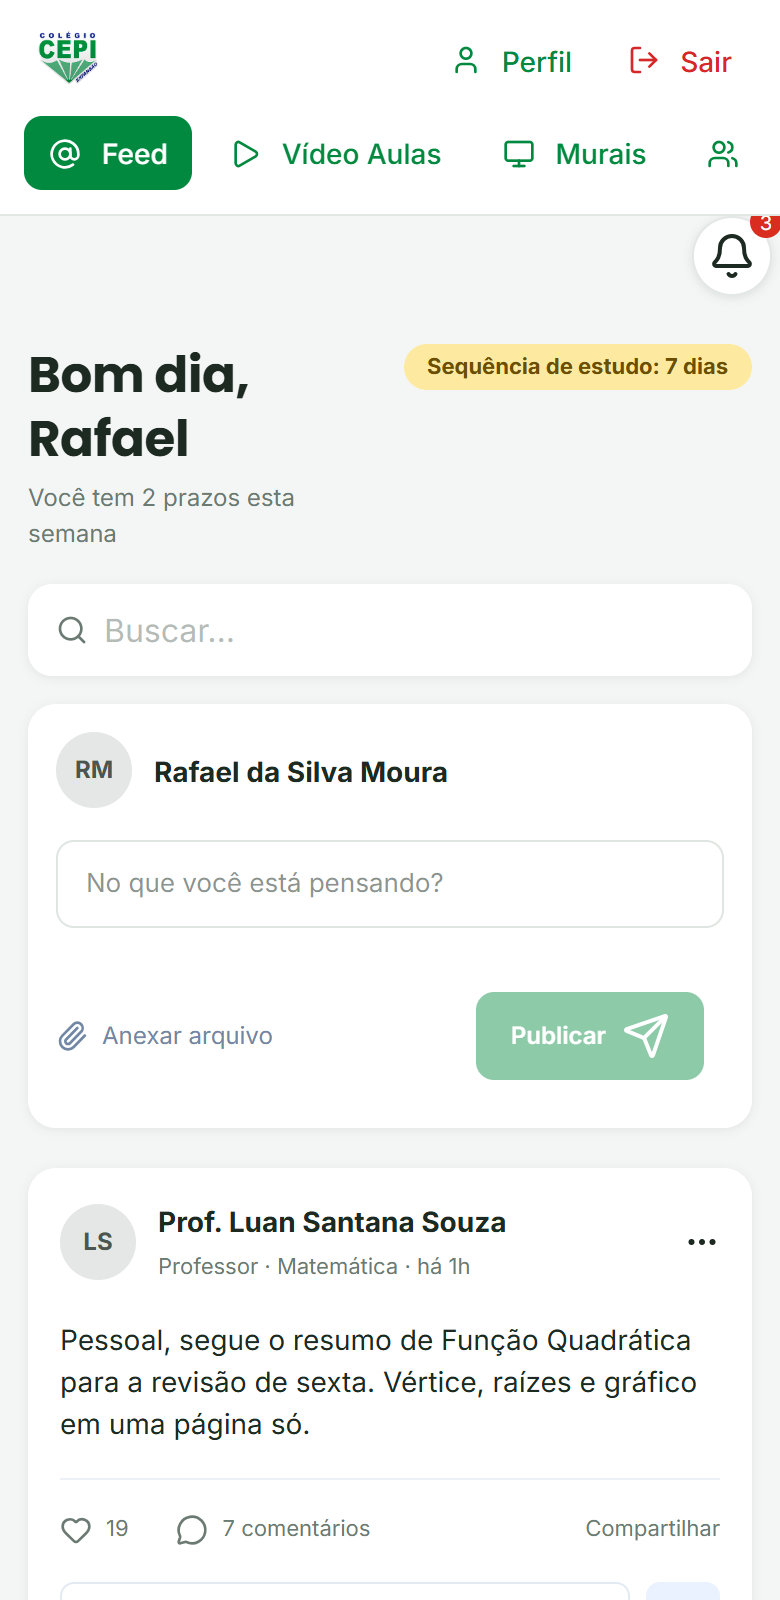 COLÉGIO
CEPI
Perfil
Sair
Feed
Vídeo Aulas
Murais
3
Bom dia,
Rafael
Sequência de estudo: 7 dias
Você tem 2 prazos esta
semana
Buscar...
RM
Rafael da Silva Moura
No que você está pensando?
Anexar arquivo
Publicar
LS
Prof. Luan Santana Souza
Professor · Matemática · há 1h
Pessoal, segue o resumo de Função Quadrática
para a revisão de sexta. Vértice, raízes e gráfico
em uma página só.
19
7 comentários
Compartilhar